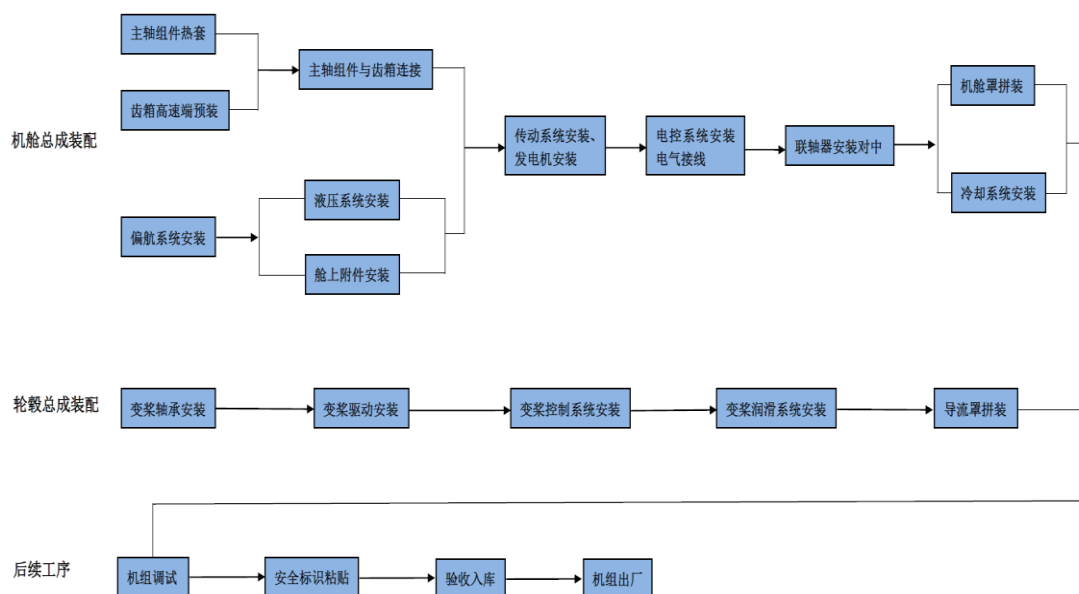 主轴组件热套
齿箱高速端预装
主轴组件与齿箱连接
机舱总成装配
偏航系统安装
液压系统安装
舱上附件安装
传动系统安装、
发电机安装
电控系统安装
电气接线
联轴器安装对中
机舱罩拼装
冷却系统安装
轮毂总成装配
变桨轴承安装
变桨驱动安装
变桨控制系统安装
变桨润滑系统安装
导流罩拼装
后续工序
机组调试
安全标识粘贴
验收入库
机组出厂